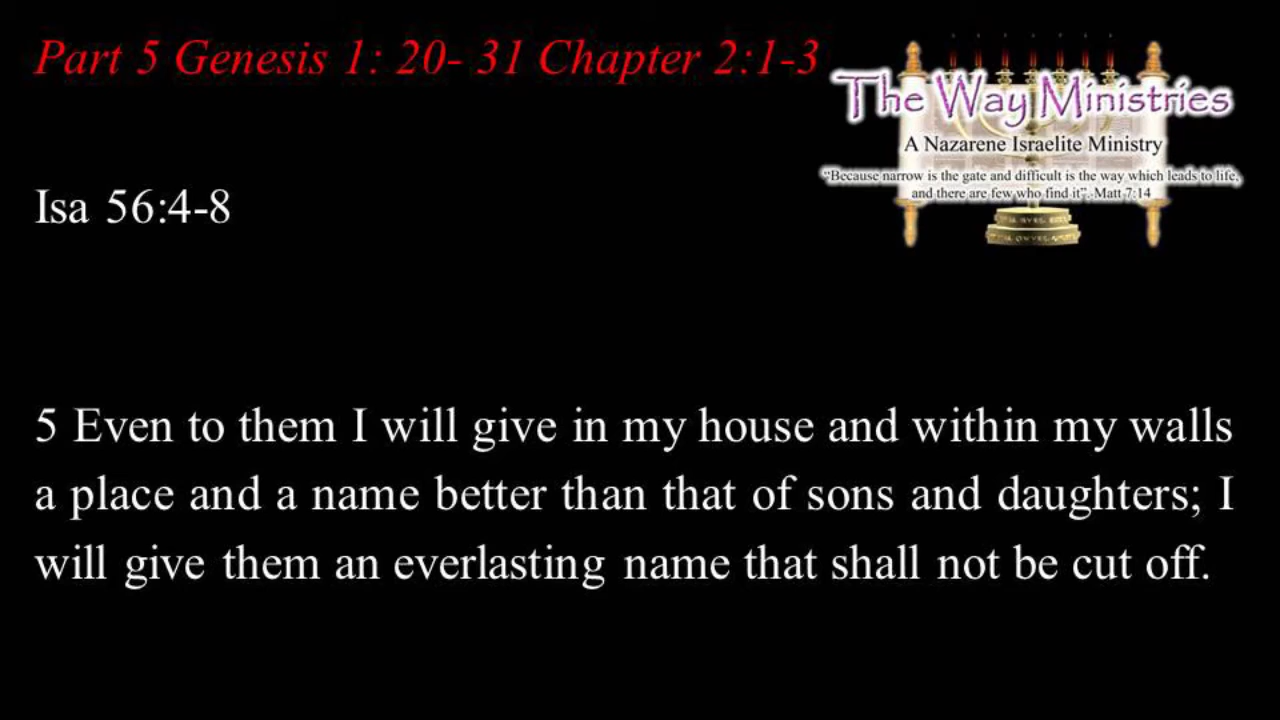 Part 5 Genesis 1: 20- 31 Chapter 2:1-3
The Way Ministries
A Nazarene Israelite Ministry
"Because narrow is the gate and difficult is the way which leads to life,
and there are few who find it". Matt 7:14
Isa 56:4-8
5 Even to them I will give in my house and within my walls
a place and a name better than that of sons and daughters; I
will give them an everlasting name that shall not be cut off.